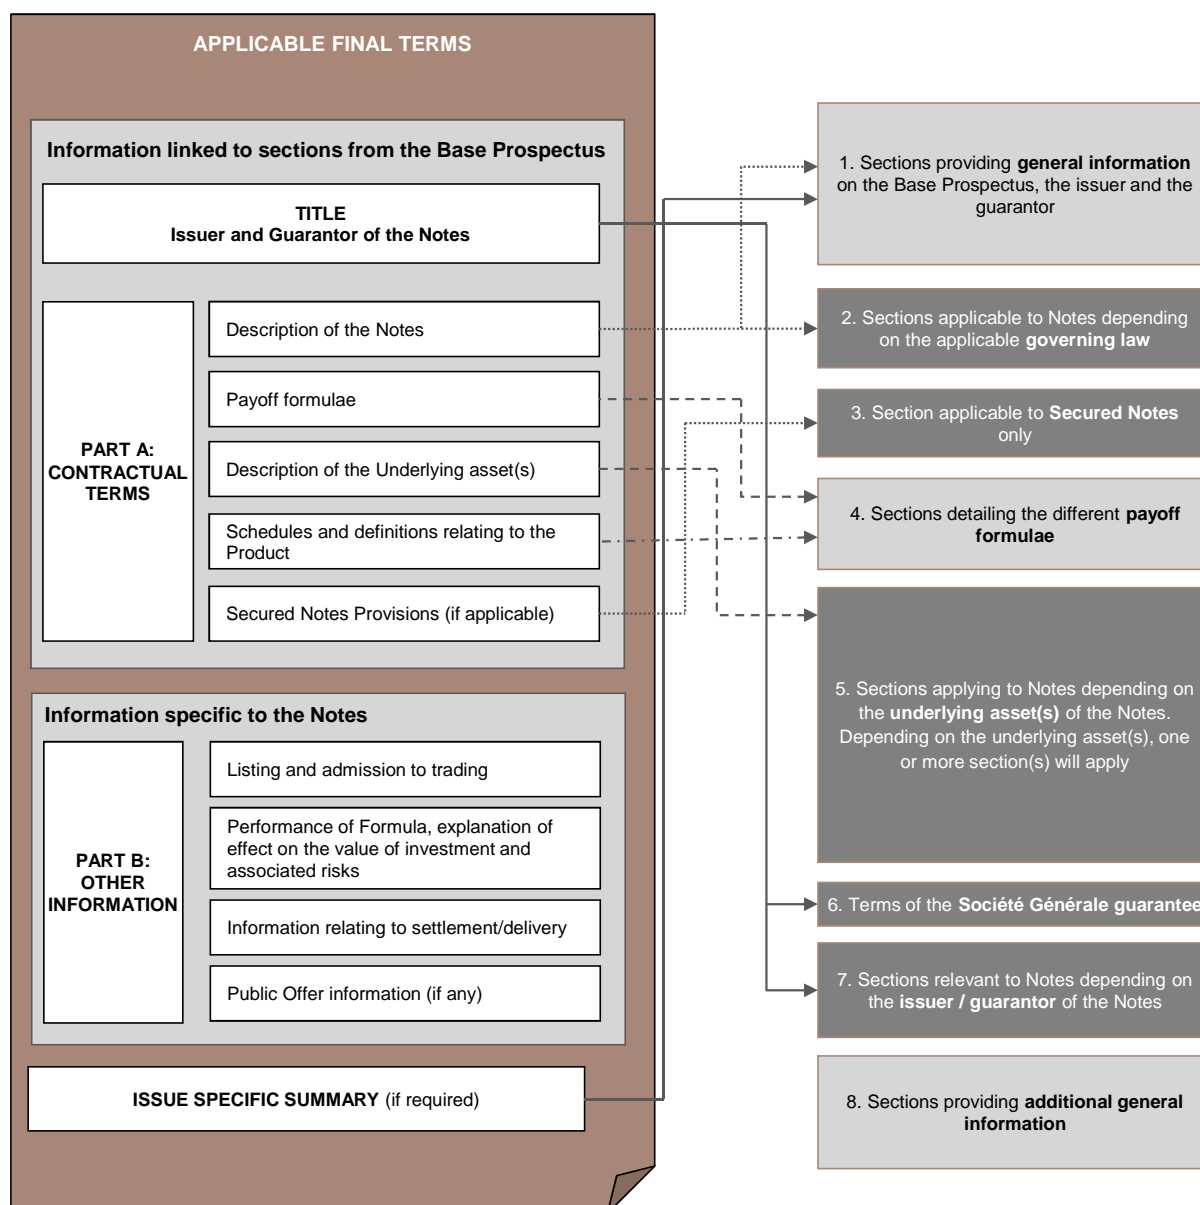 APPLICABLE FINAL TERMS
Information linked to sections from the Base Prospectus
TITLE
Issuer and Guarantor of the Notes
PART A:
CONTRACTUAL
TERMS
Description of the Notes
Payoff formulae
Description of the Underlying asset(s)
Schedules and definitions relating to the
Product
Secured Notes Provisions (if applicable)
Information specific to the Notes
PART B:
OTHER
INFORMATION
Listing and admission to trading
Performance of Formula, explanation of
effect on the value of investment and
associated risks
Information relating to settlement/delivery
Public Offer information (if any)
ISSUE SPECIFIC SUMMARY (if required)
1. Sections providing general information
on the Base Prospectus, the issuer and the
guarantor
2. Sections applicable to Notes depending
on the applicable governing law
3. Section applicable to Secured Notes
only
4. Sections detailing the different payoff
formulae
5. Sections applying to Notes depending on
the underlying asset(s) of the Notes.
Depending on the underlying asset(s), one
or more section(s) will apply
6. Terms of the Société Générale guarantee
7. Sections relevant to Notes depending on
the issuer / guarantor of the Notes
8. Sections providing additional general
information